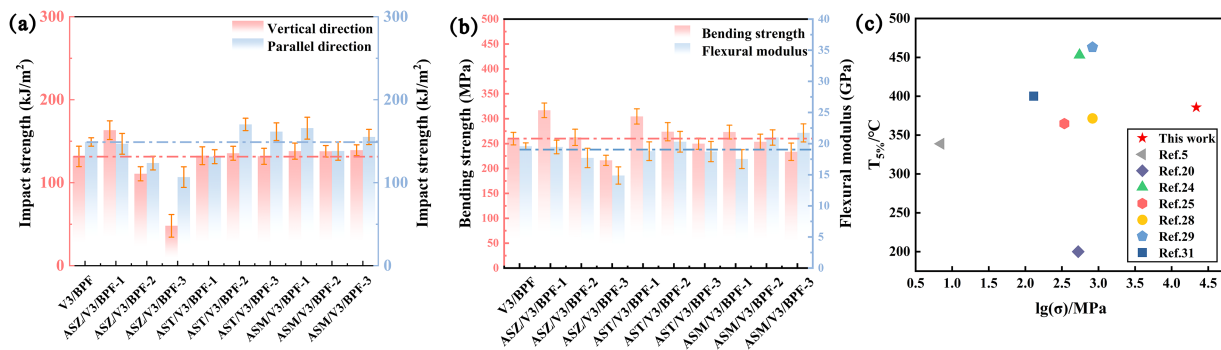 (a)
Vertical direction
Parallel direction
Impact strength (kJ/m²)
300
200
100
0
Impact strength (kJ/m²)
300
200
100
0
V3/BPF
ASZ/V3/BPF-1
ASZ/V3/BPF-2
ASZ/V3/BPF-3
AST/V3/BPF-1
AST/V3/BPF-2
AST/V3/BPF-3
ASM/V3/BPF-1
ASM/V3/BPF-2
ASM/V3/BPF-3
(b)
Bending strength
Flexural modulus
Bending strength (MPa)
500
450
400
350
300
250
200
150
100
50
0
Flexural modulus (GPa)
40
35
30
25
20
15
10
5
0
V3/BPF
ASZ/V3/BPF-1
ASZ/V3/BPF-2
ASZ/V3/BPF-3
AST/V3/BPF-1
AST/V3/BPF-2
AST/V3/BPF-3
ASM/V3/BPF-1
ASM/V3/BPF-2
ASM/V3/BPF-3
(c)
T5%/°C
500
450
400
350
300
250
200
This work
Ref.5
Ref.20
Ref.24
Ref.25
Ref.28
Ref.29
Ref.31
0.5 1.0 1.5 2.0 2.5 3.0 3.5 4.0 4.5
lg(σ)/MPa